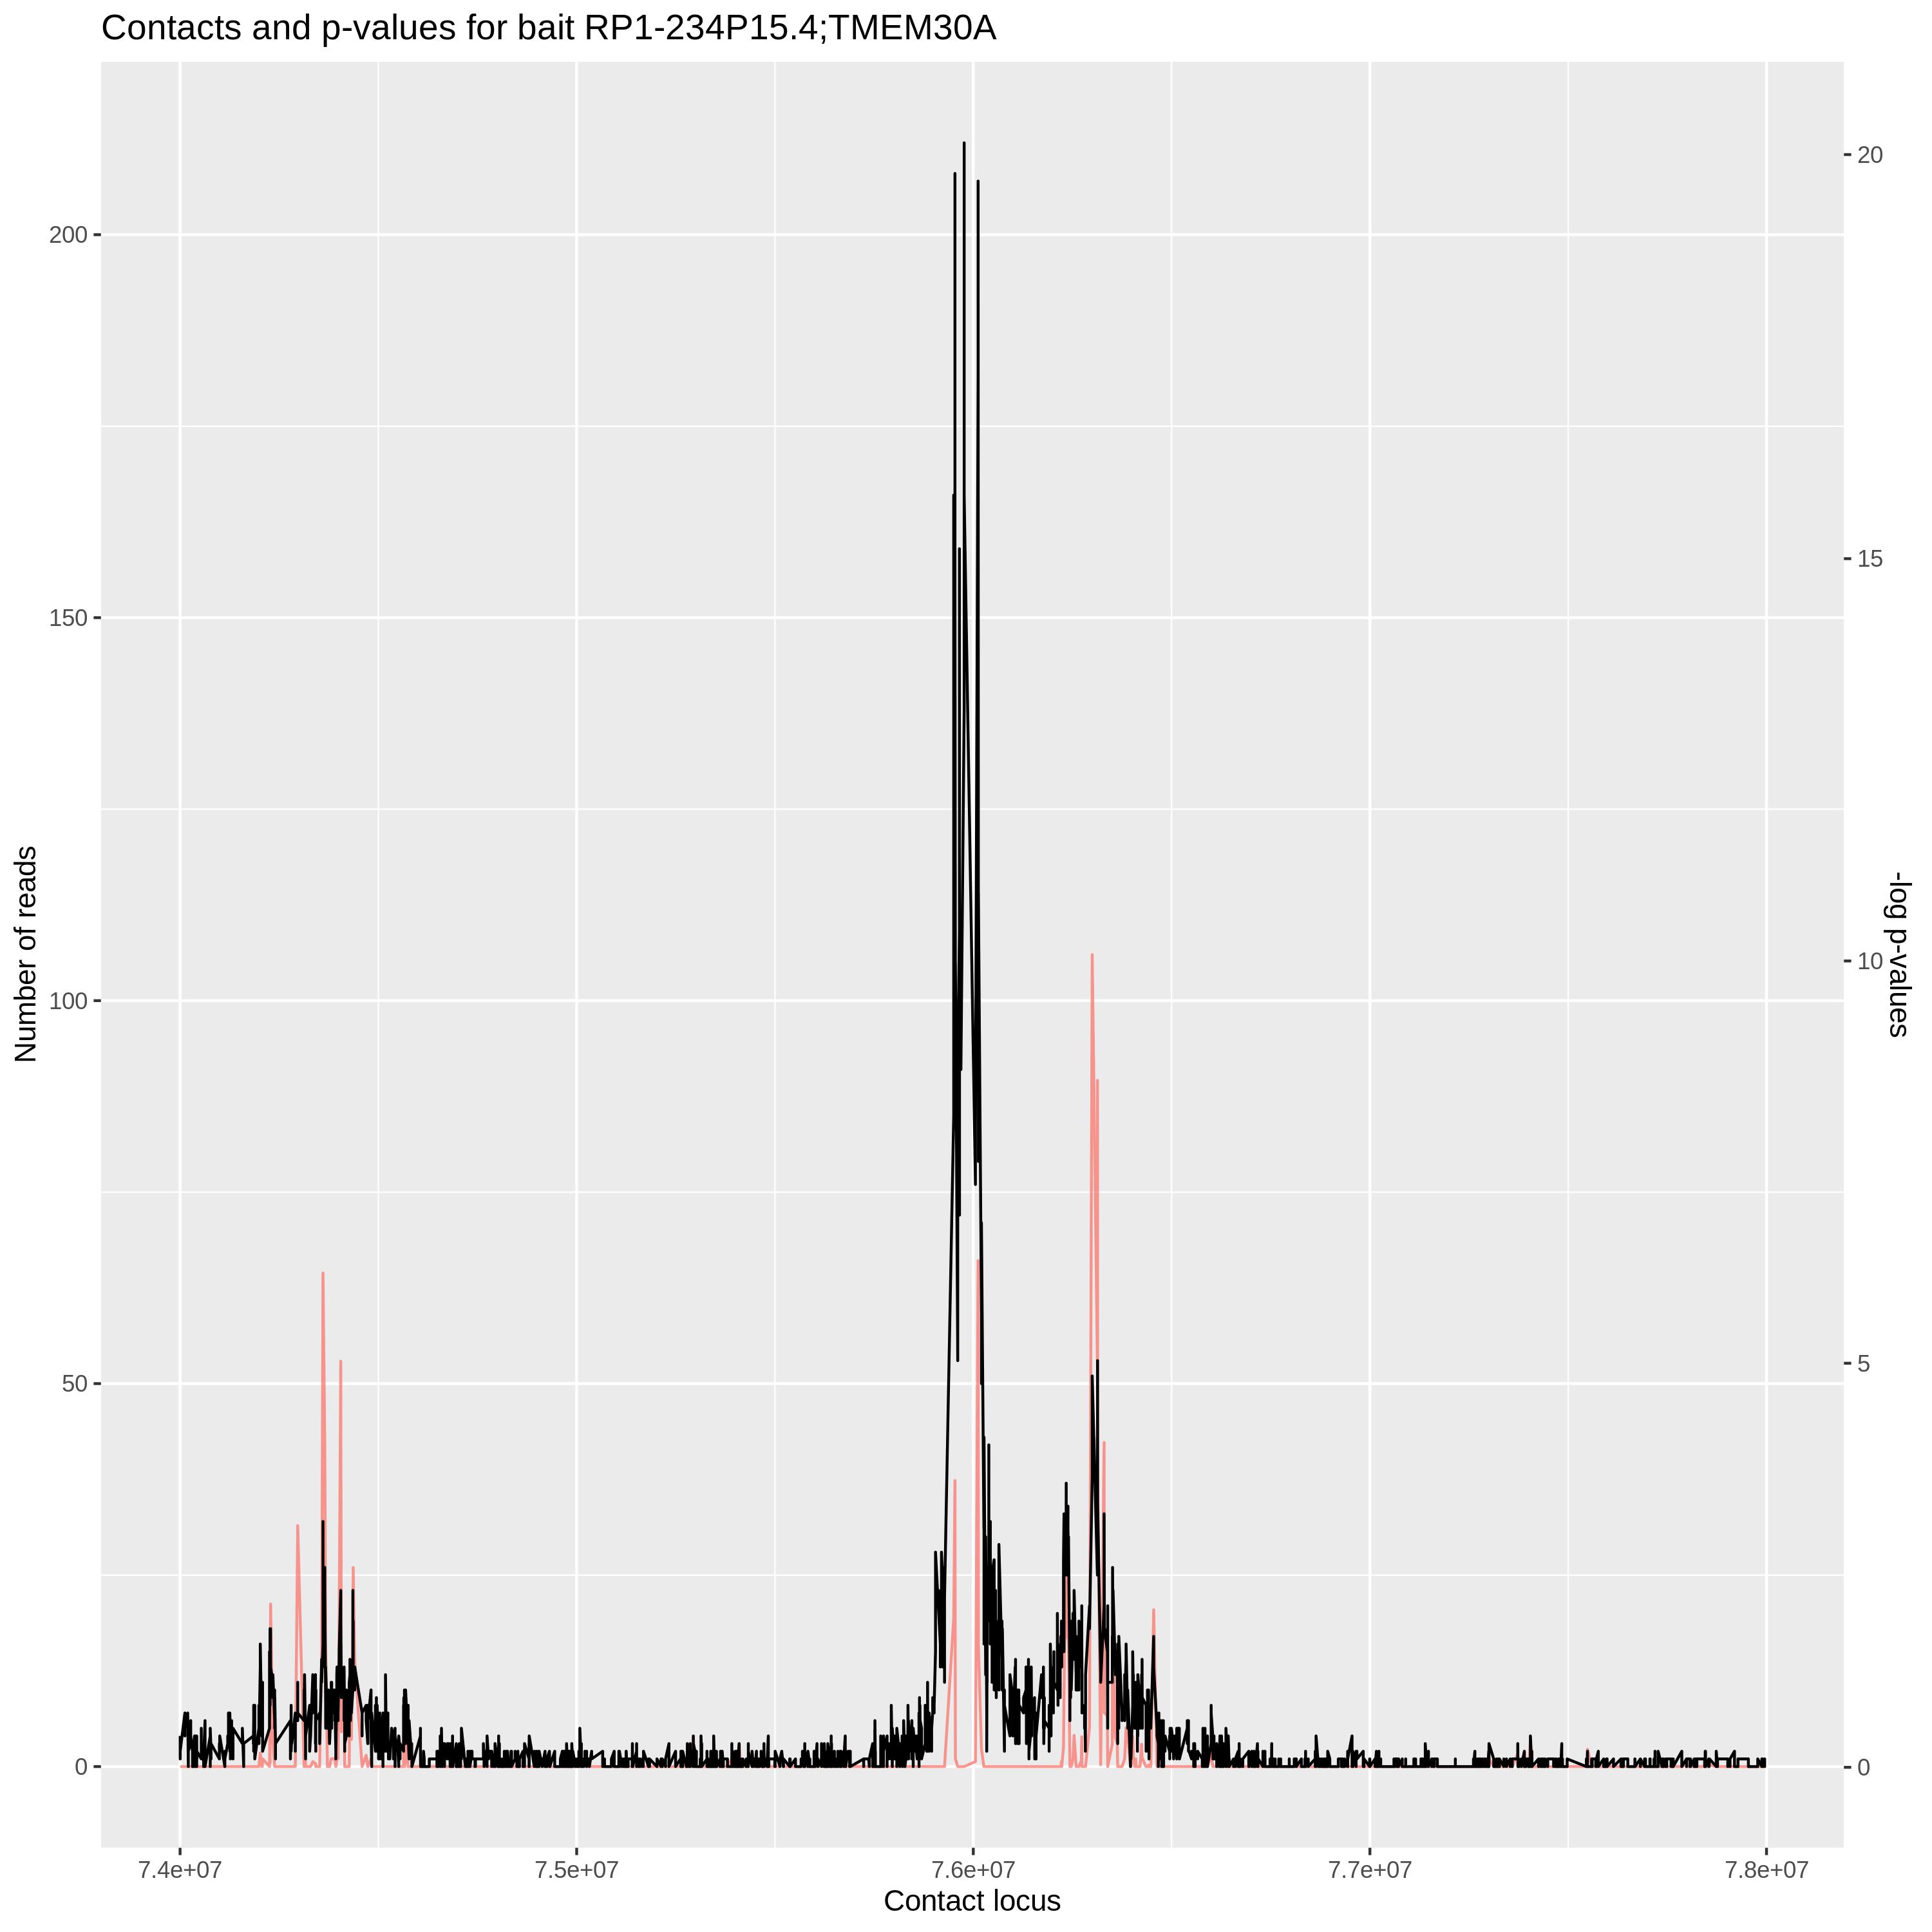 Contacts and p-values for bait RP1-234P15.4;TMEM30A
200
150
100
50
0
Number of reads
20
15
10
5
0
-log p-values
7.4e+07
7.5e+07
7.6e+07
7.7e+07
7.8e+07
Contact locus